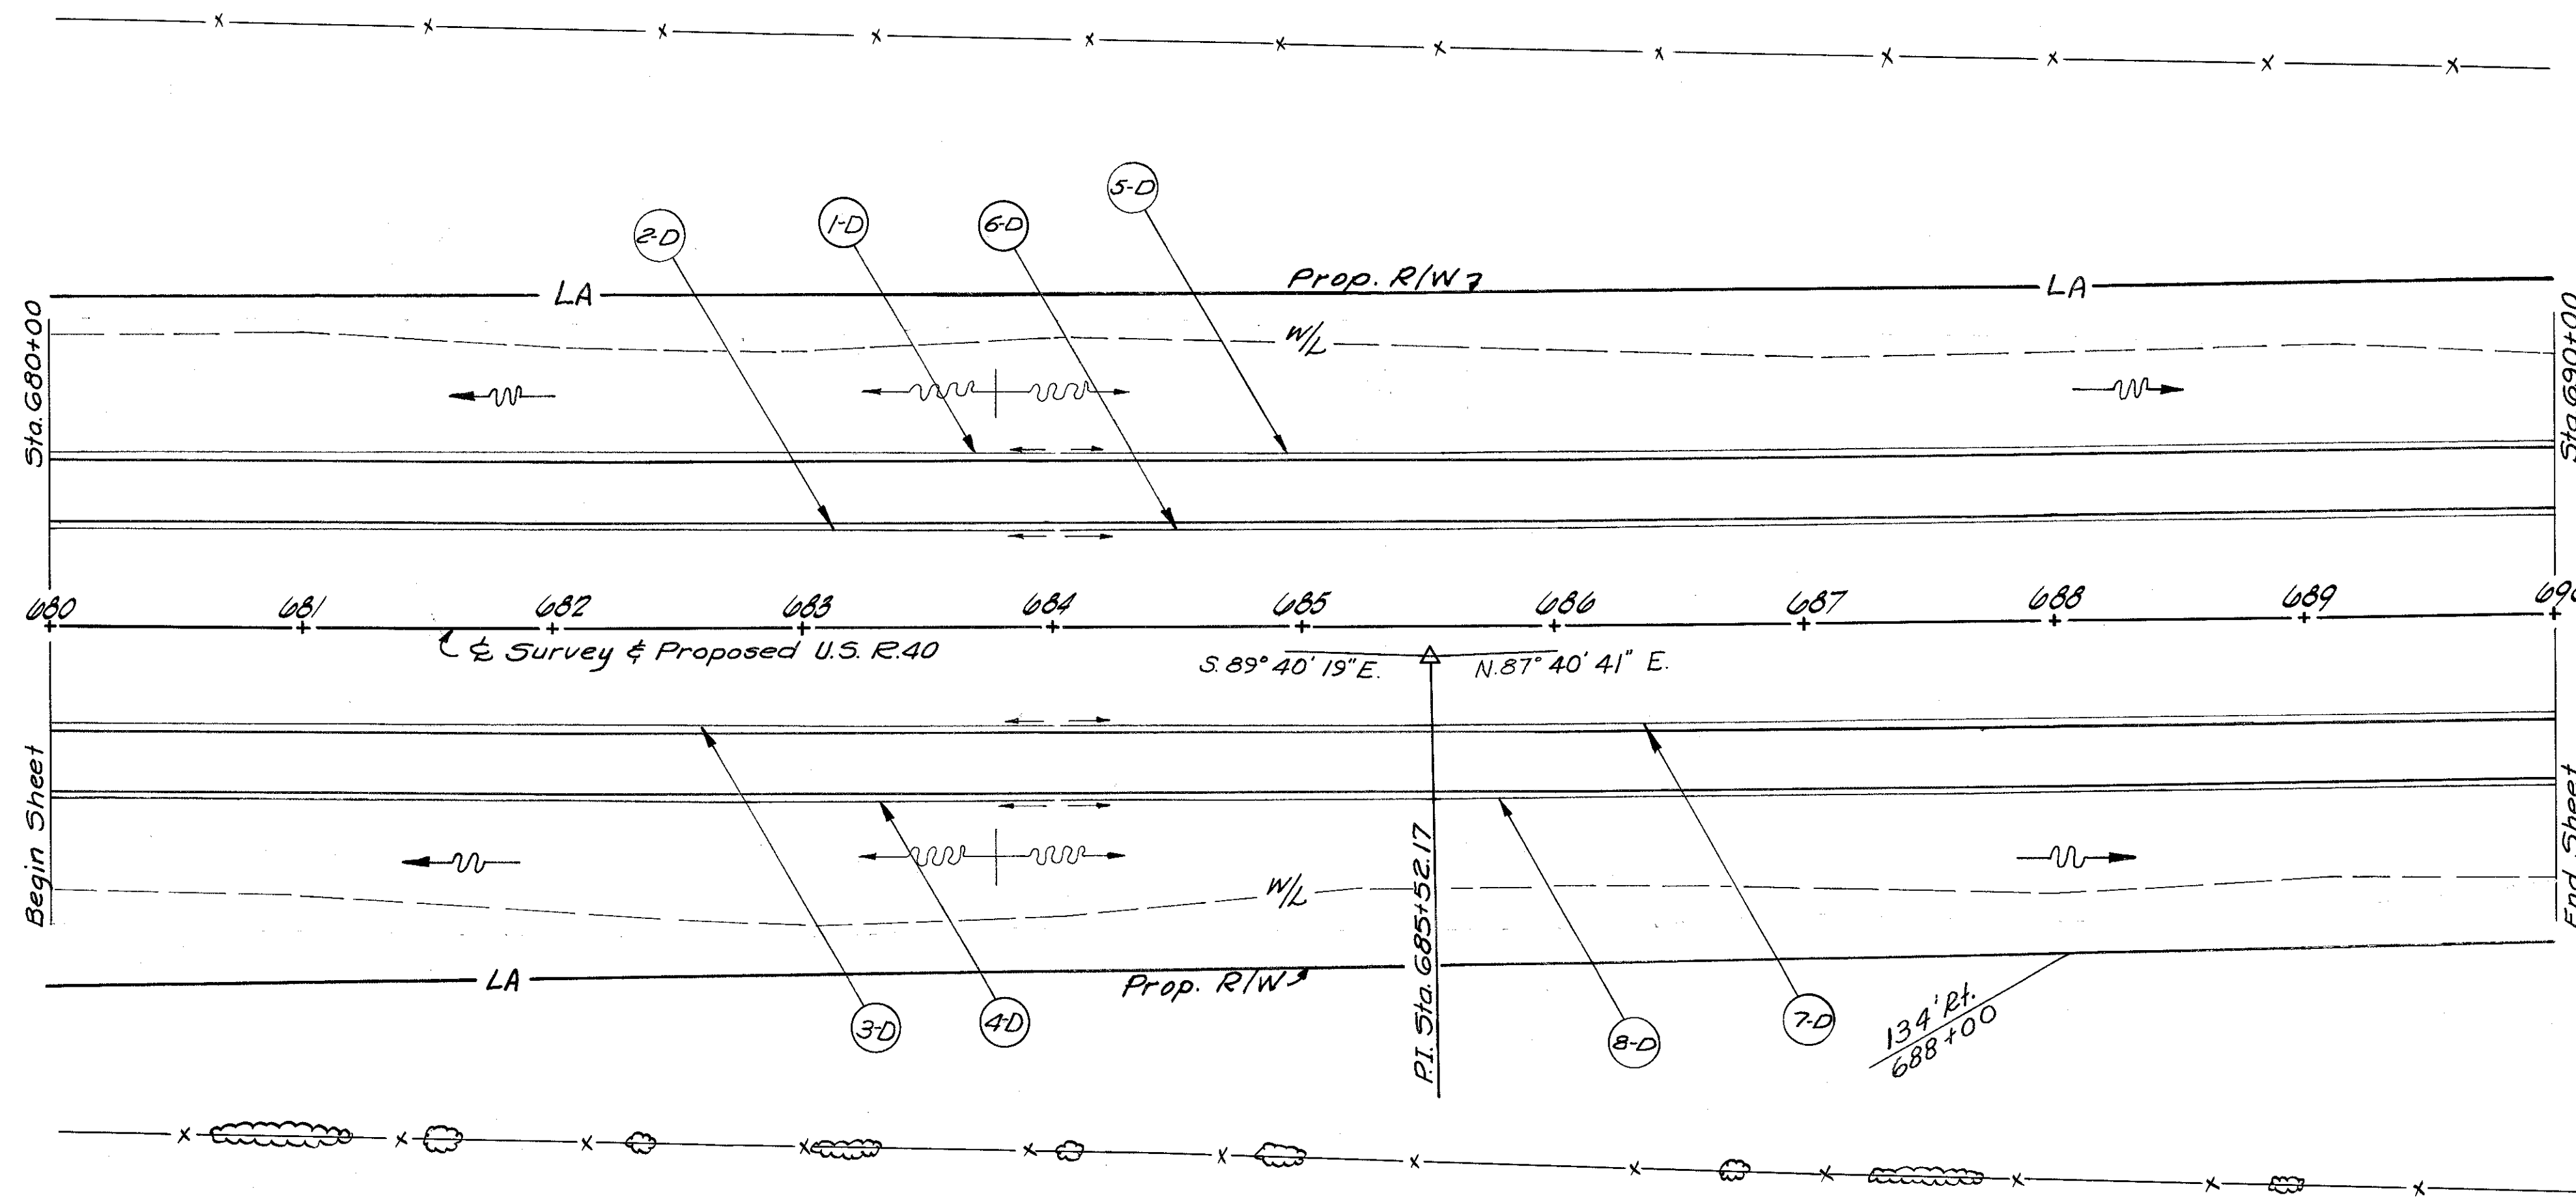 5-D
2-D
1-D
6-D
Prop. R/W
LA
LA
Sta. 680+00
Sta. 690+00
W/L
680 681 682 683 684 685 686 687 688 689
℄ Survey & Proposed U.S. R.40
S. 89° 40' 19" E.
N. 87° 40' 41" E.
Begin Sheet
End Sheet
P.I. Sta. 685+52.17
W/L
LA
Prop. R/W
3-D
4-D
8-D
7-D
134' Rt.
688+00